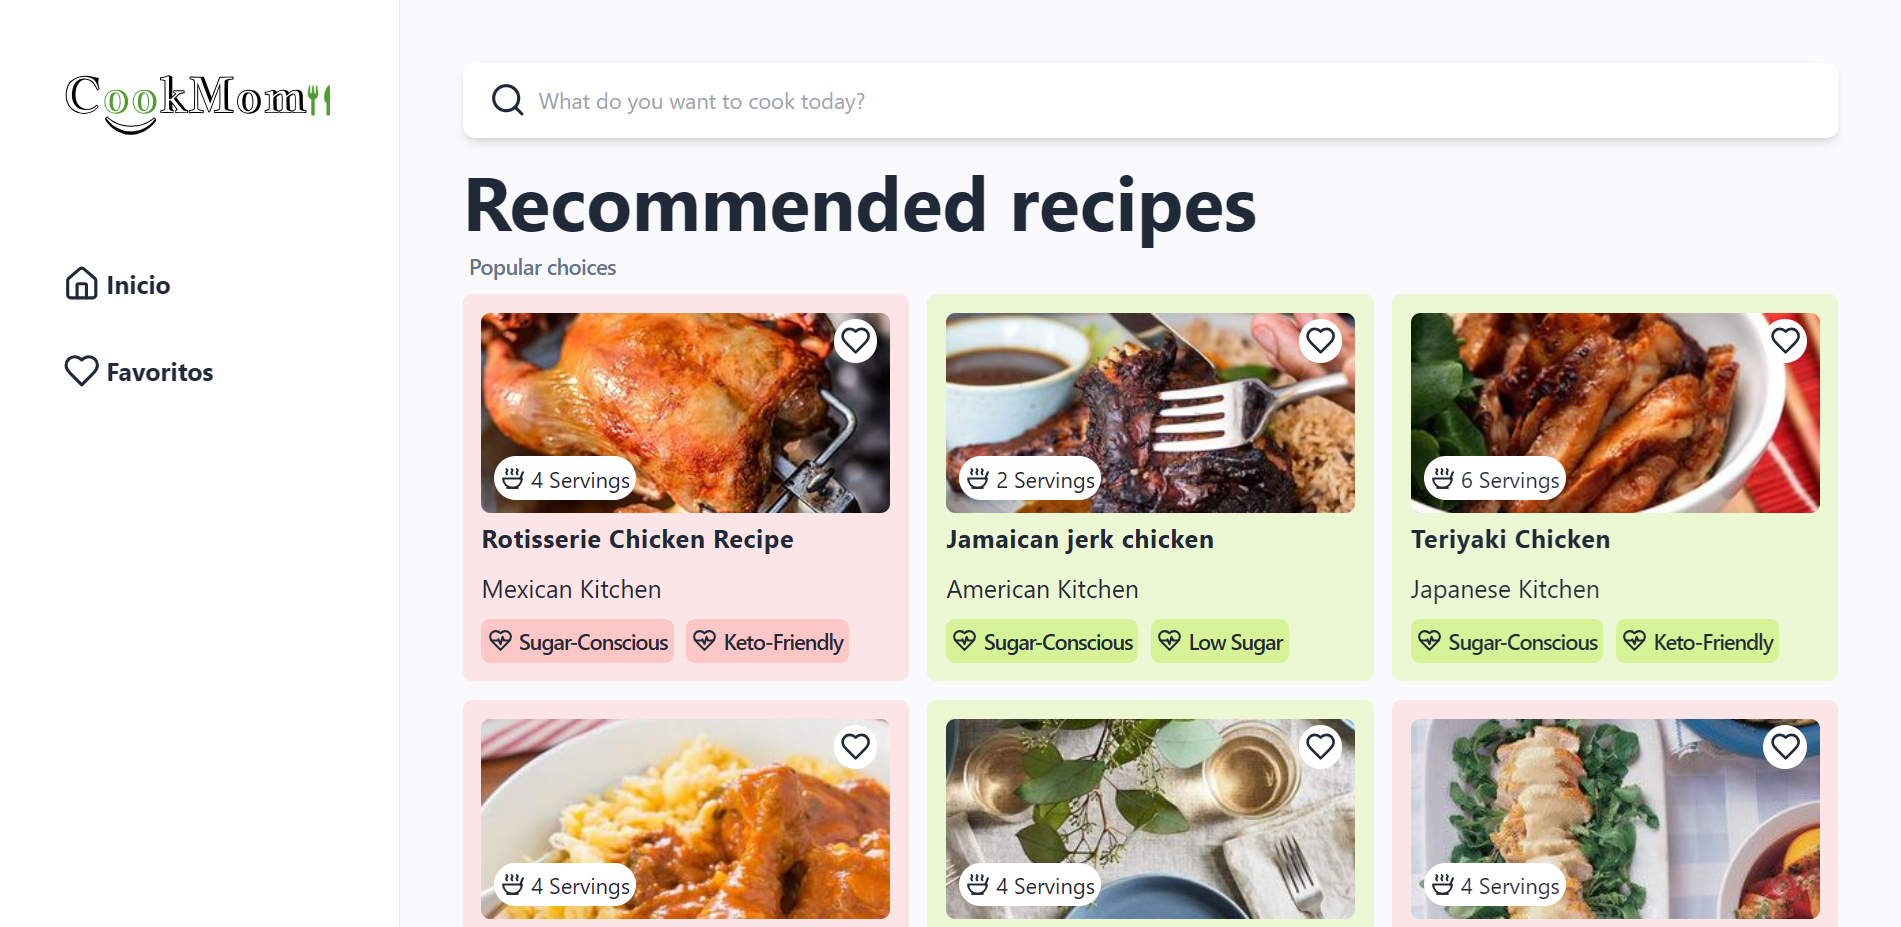 CookMom
What do you want to cook today?
Inicio
Favoritos
Recommended recipes
Popular choices
4 Servings
Rotisserie Chicken Recipe
Mexican Kitchen
Sugar-Conscious
Keto-Friendly
2 Servings
Jamaican jerk chicken
American Kitchen
Sugar-Conscious
Low Sugar
6 Servings
Teriyaki Chicken
Japanese Kitchen
Sugar-Conscious
Keto-Friendly
4 Servings
4 Servings
4 Servings